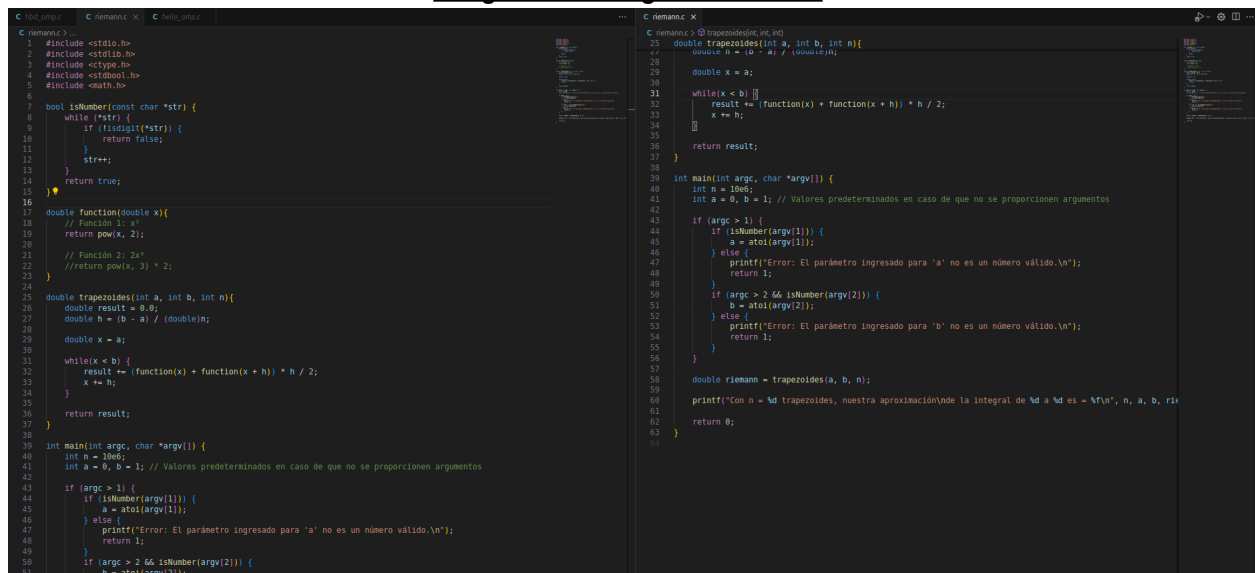 hbd_omp.c riemann.c hello_omp.c
riemann.c > ...
1 #include <stdio.h>
2 #include <stdlib.h>
3 #include <ctype.h>
4 #include <stdbool.h>
5 #include <math.h>
6
7 bool isNumber(const char *str) {
8 while (*str) {
9 if (!isdigit(*str)) {
10 return false;
11 }
12 str++;
13 }
14 return true;
15 }
16
17 double function(double x){
18 // Función 1: x²
19 return pow(x, 2);
20
21 // Función 2: 2x³
22 //return pow(x, 3) * 2;
23 }
24
25 double trapezoides(int a, int b, int n){
26 double result = 0.0;
27 double h = (b - a) / (double)n;
28
29 double x = a;
30
31 while(x < b) {
32 result += (function(x) + function(x + h)) * h / 2;
33 x += h;
34 }
35
36 return result;
37 }
38
39 int main(int argc, char *argv[]) {
40 int n = 10e6;
41 int a = 0, b = 1; // Valores predeterminados en caso de que no se proporcionen argumentos
42
43 if (argc > 1) {
44 if (isNumber(argv[1])) {
45 a = atoi(argv[1]);
46 } else {
47 printf("Error: El parámetro ingresado para 'a' no es un número válido.\n");
48 return 1;
49 }
50 if (argc > 2 && isNumber(argv[2])) {
51 b = atoi(argv[2]);
riemann.c
riemann.c > trapezoides(int, int, int)
25 double trapezoides(int a, int b, int n){
27 double h = (b - a) / (double)n;
28
29 double x = a;
30
31 while(x < b) {
32 result += (function(x) + function(x + h)) * h / 2;
33 x += h;
34 }
35
36 return result;
37 }
38
39 int main(int argc, char *argv[]) {
40 int n = 10e6;
41 int a = 0, b = 1; // Valores predeterminados en caso de que no se proporcionen argumentos
42
43 if (argc > 1) {
44 if (isNumber(argv[1])) {
45 a = atoi(argv[1]);
46 } else {
47 printf("Error: El parámetro ingresado para 'a' no es un número válido.\n");
48 return 1;
49 }
50 if (argc > 2 && isNumber(argv[2])) {
51 b = atoi(argv[2]);
52 } else {
53 printf("Error: El parámetro ingresado para 'b' no es un número válido.\n");
54 return 1;
55 }
56 }
57
58 double riemann = trapezoides(a, b, n);
59
60 printf("Con n = %d trapezoides, nuestra aproximación\nde la integral de %d a %d es = %f\n", n, a, b, rie
61
62 return 0;
63 }
64